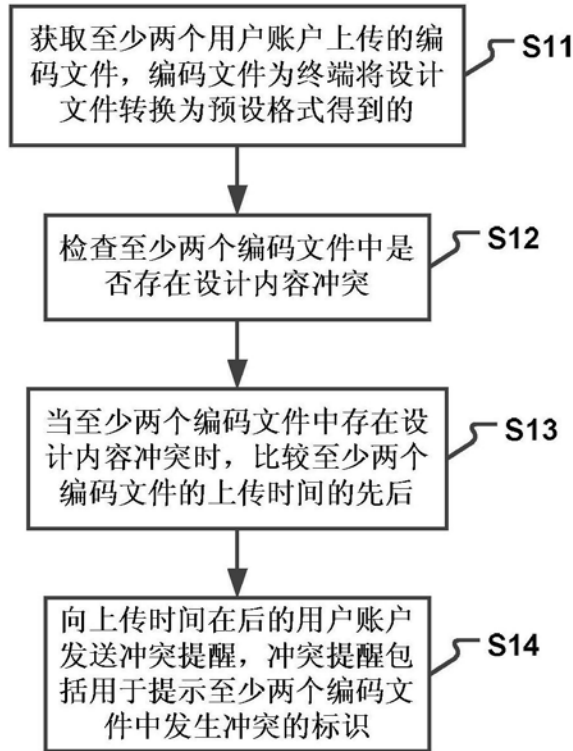 获取至少两个用户账户上传的编
码文件，编码文件为终端将设计
文件转换为预设格式得到的
S11
检查至少两个编码文件中是
否存在设计内容冲突
S12
当至少两个编码文件中存在设
计内容冲突时，比较至少两个
编码文件的上传时间的先后
S13
向上传时间在后的用户账户
发送冲突提醒，冲突提醒包
括用于提示至少两个编码文
件中发生冲突的标识
S14